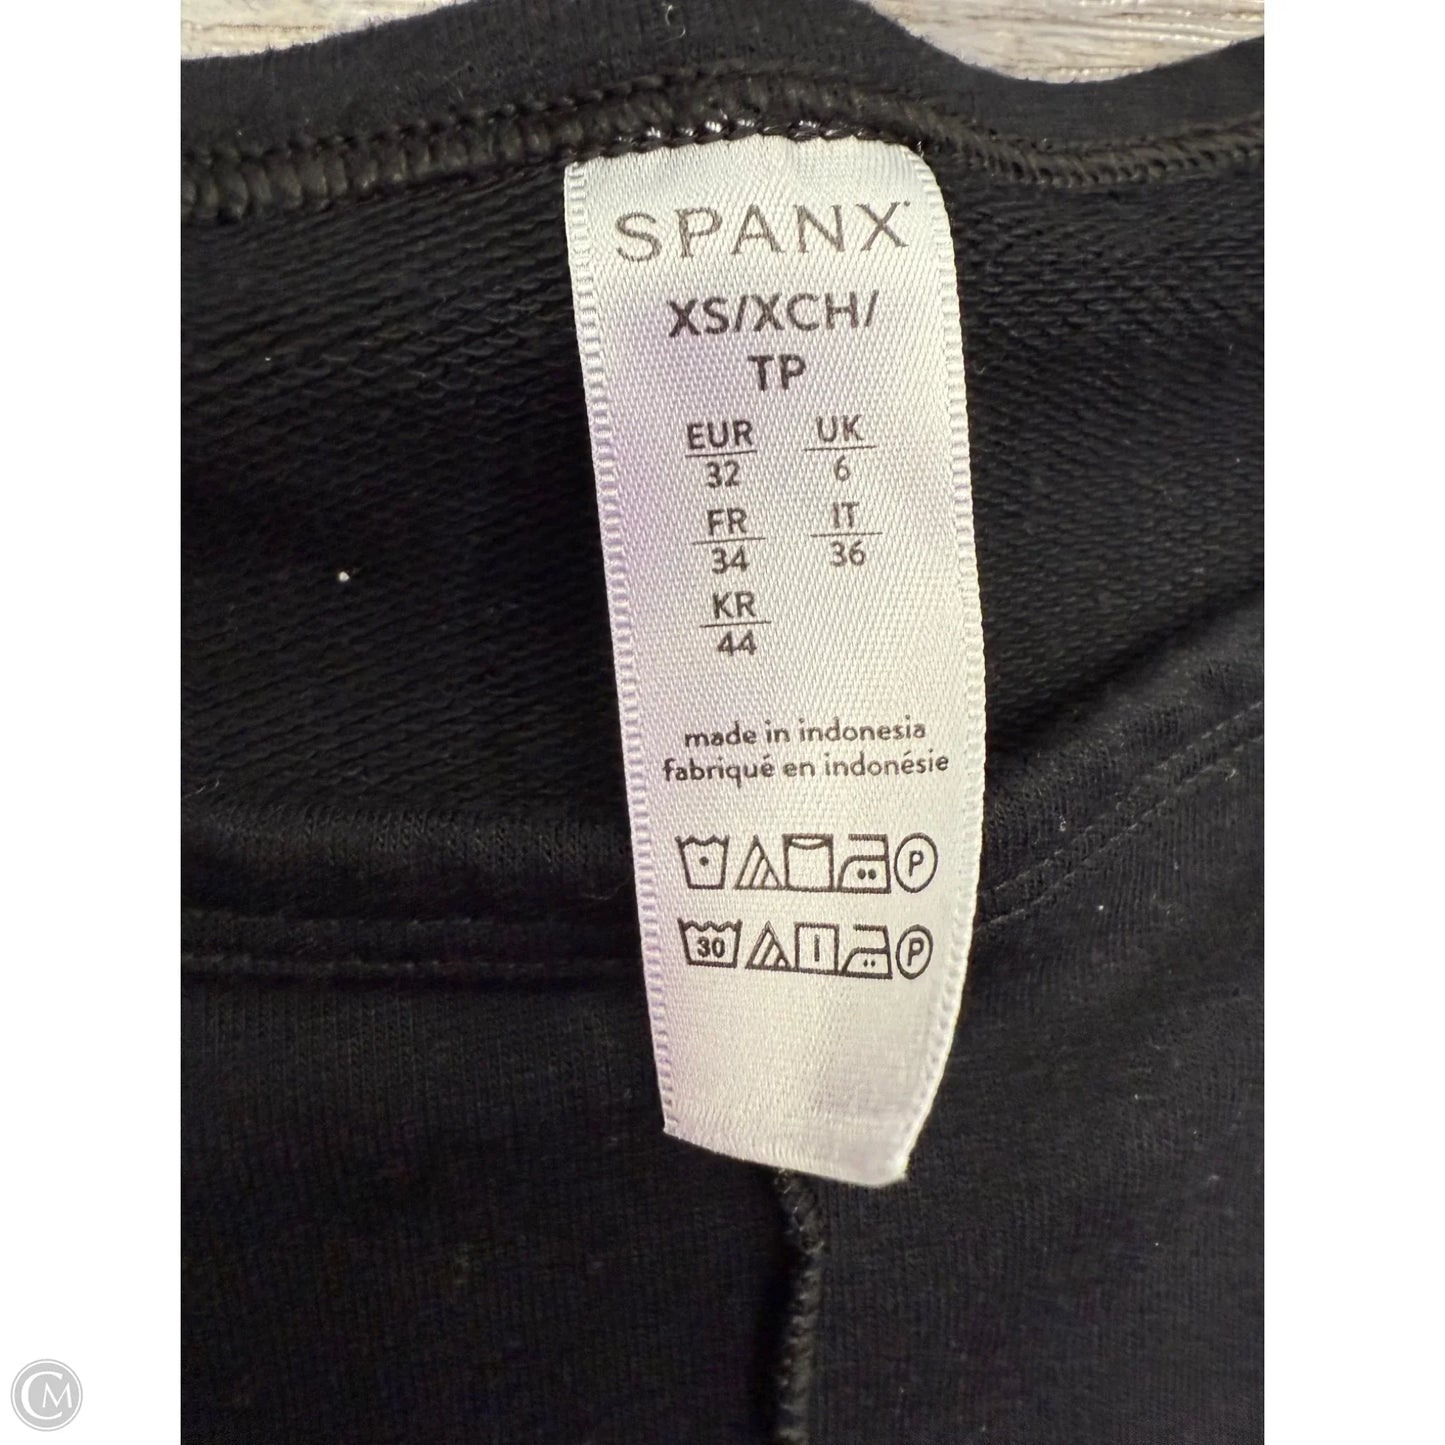 SPANX
XS/XCH/
TP
EUR UK
32 6
FR IT
34 36
KR
44
made in indonesia
fabriqué en indonésie
P
30 P
CM